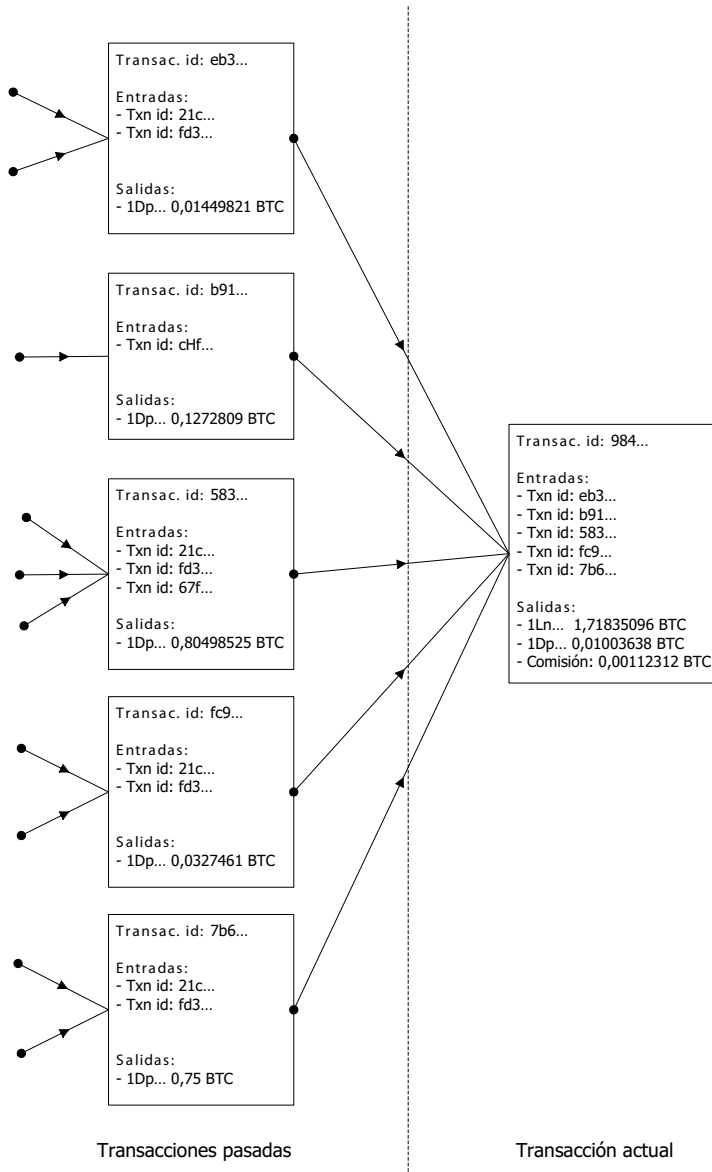 Transac. id: eb3...
Entradas:
- Txn id: 21c...
- Txn id: fd3...
Salidas:
- 1Dp... 0,01449821 BTC
Transac. id: b91...
Entradas:
- Txn id: cHf...
Salidas:
- 1Dp... 0,1272809 BTC
Transac. id: 583...
Entradas:
- Txn id: 21c...
- Txn id: fd3...
- Txn id: 67f...
Salidas:
- 1Dp... 0,80498525 BTC
Transac. id: fc9...
Entradas:
- Txn id: 21c...
- Txn id: fd3...
Salidas:
- 1Dp... 0,0327461 BTC
Transac. id: 7b6...
Entradas:
- Txn id: 21c...
- Txn id: fd3...
Salidas:
- 1Dp... 0,75 BTC
Transacciones pasadas
Transac. id: 984...
Entradas:
- Txn id: eb3...
- Txn id: b91...
- Txn id: 583...
- Txn id: fc9...
- Txn id: 7b6...
Salidas:
- 1Ln... 1,71835096 BTC
- 1Dp... 0,01003638 BTC
- Comisión: 0,00112312 BTC
Transacción actual